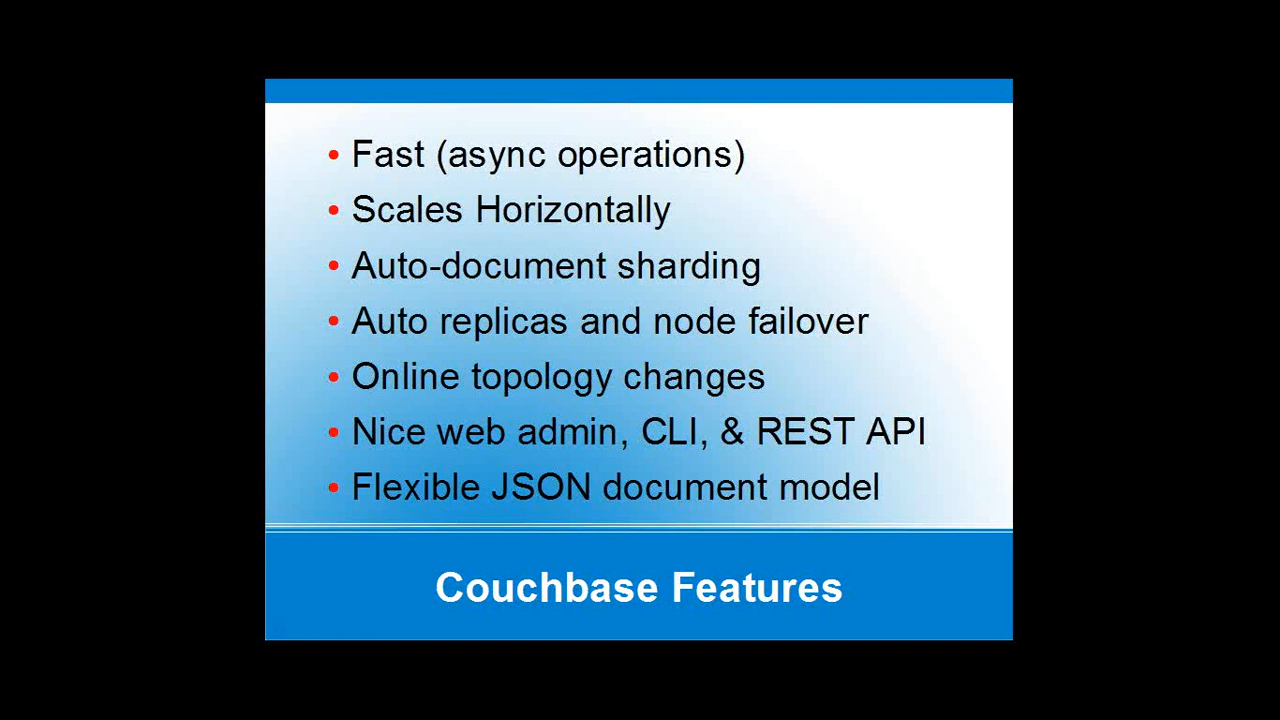 • Fast (async operations)
• Scales Horizontally
• Auto-document sharding
• Auto replicas and node failover
• Online topology changes
• Nice web admin, CLI, & REST API
• Flexible JSON document model
Couchbase Features